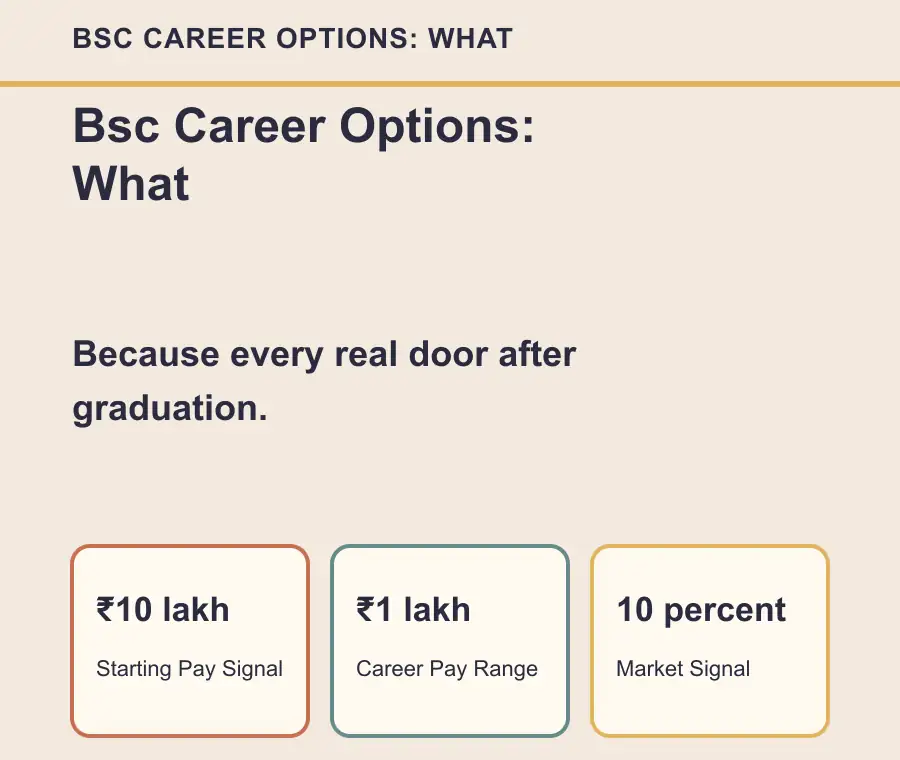 BSC CAREER OPTIONS: WHAT
Bsc Career Options:
What
Because every real door after
graduation.
₹10 lakh
Starting Pay Signal
₹1 lakh
Career Pay Range
10 percent
Market Signal